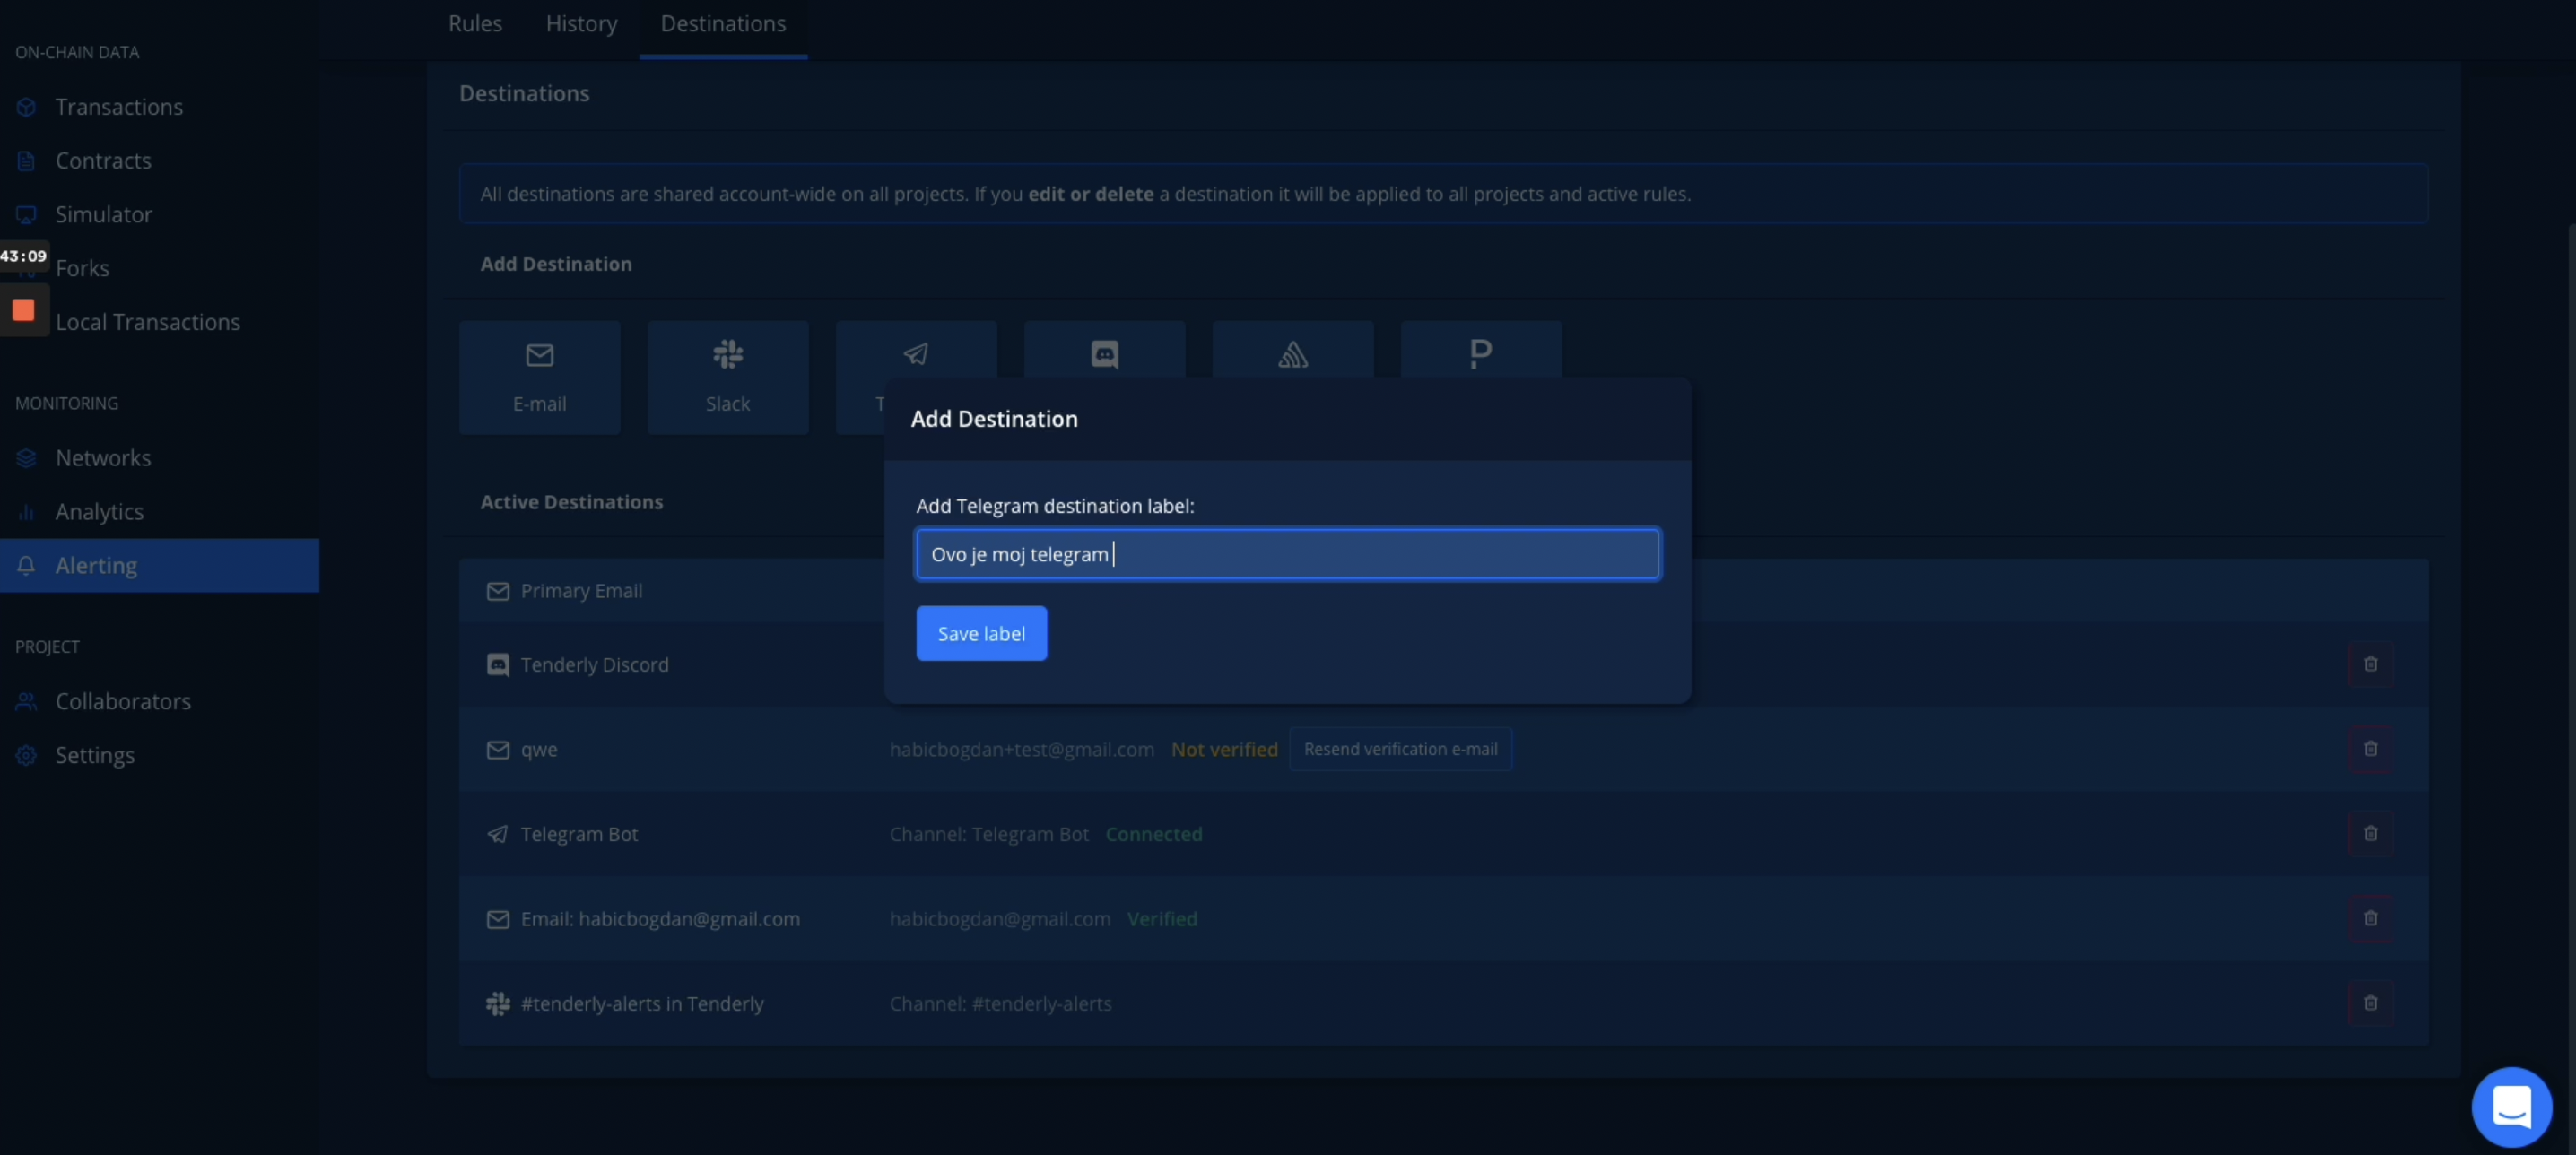 Rules
History
Destinations
ON-CHAIN DATA
Transactions
Contracts
Simulator
43:09
Forks
Local Transactions
MONITORING
Networks
Analytics
Alerting
PROJECT
Collaborators
Settings
Destinations
All destinations are shared account-wide on all projects. If you edit or delete a destination it will be applied to all projects and active rules.
Add Destination
E-mail
Slack
T
Add Destination
Add Telegram destination label:
Ovo je moj telegram
Save label
Active Destinations
Primary Email
Tenderly Discord
qwe habicbogdan+test@gmail.com Not verified Resend verification e-mail
Telegram Bot Channel: Telegram Bot Connected
Email: habicbogdan@gmail.com habicbogdan@gmail.com Verified
#tenderly-alerts in Tenderly Channel: #tenderly-alerts